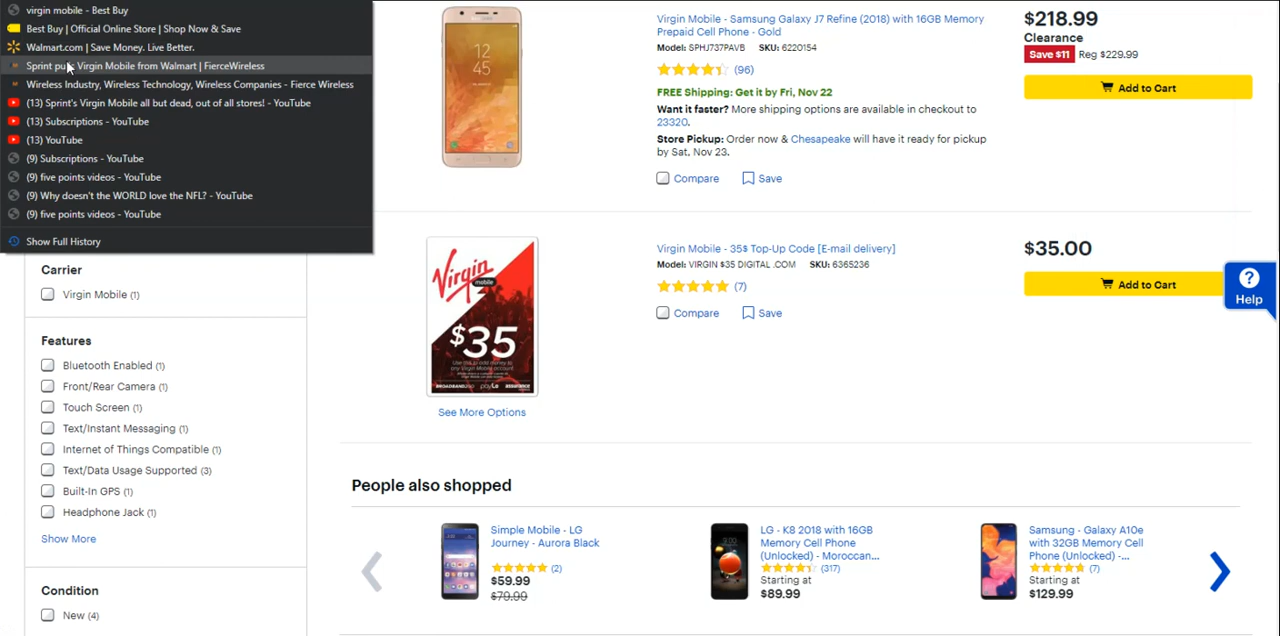 virgin mobile - Best Buy
Best Buy | Official Online Store | Shop Now & Save
Walmart.com | Save Money. Live Better.
Sprint pu Virgin Mobile from Walmart | FierceWireless
Wireless Industry, Wireless Technology, Wireless Companies - Fierce Wireless
(13) Sprint's Virgin Mobile all but dead, out of all stores! - YouTube
(13) Subscriptions - YouTube
(13) YouTube
(9) Subscriptions - YouTube
(9) five points videos - YouTube
(9) Why doesn't the WORLD love the NFL? - YouTube
(9) five points videos - YouTube
Show Full History
Carrier
Virgin Mobile (1)
Features
Bluetooth Enabled (1)
Front/Rear Camera (1)
Touch Screen (1)
Text/Instant Messaging (1)
Internet of Things Compatible (1)
Text/Data Usage Supported (3)
Built-In GPS (1)
Headphone Jack (1)
Show More
Condition
New (4)
12
45
Virgin Mobile - Samsung Galaxy J7 Refine (2018) with 16GB Memory
Prepaid Cell Phone - Gold
Model: SPHJ737PAVB SKU: 6220154
(96)
FREE Shipping: Get it by Fri, Nov 22
Want it faster? More shipping options are available in checkout to
23320.
Store Pickup: Order now & Chesapeake will have it ready for pickup
by Sat, Nov 23.
Compare Save
$218.99
Clearance
Save $11 Reg $229.99
Add to Cart
Virgin
mobile
$35
Use this to add money to
any Virgin Mobile account.
BROADBAND2GO payLo assurance
See More Options
Virgin Mobile - 35$ Top-Up Code [E-mail delivery]
Model: VIRGIN $35 DIGITAL .COM SKU: 6365236
(7)
Compare Save
$35.00
Add to Cart
?
Help
People also shopped
Simple Mobile - LG
Journey - Aurora Black
(2)
$59.99
$79.99
LG - K8 2018 with 16GB
Memory Cell Phone
(Unlocked) - Moroccan...
(317)
Starting at
$89.99
Samsung - Galaxy A10e
with 32GB Memory Cell
Phone (Unlocked) -...
(7)
Starting at
$129.99